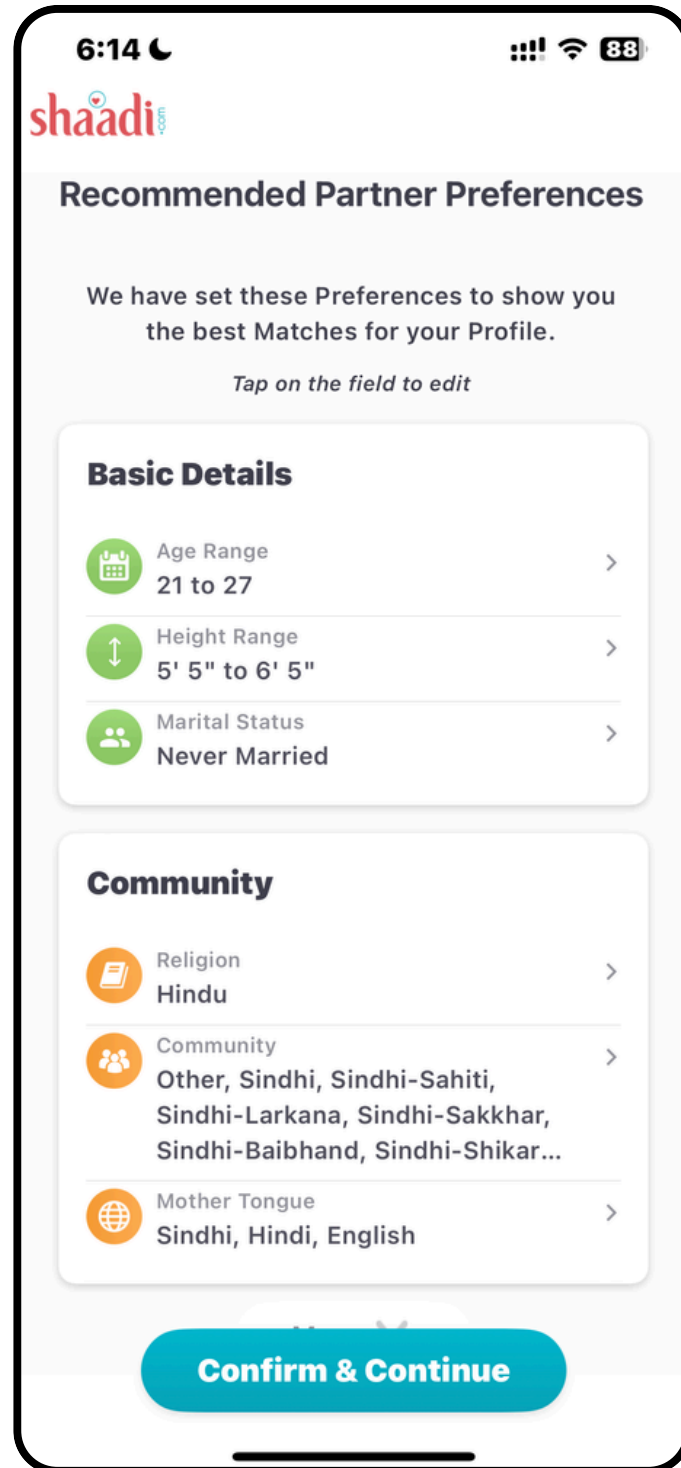 6:14
88
shaadi.com
Recommended Partner Preferences
We have set these Preferences to show you
the best Matches for your Profile.
Tap on the field to edit
Basic Details
Age Range
21 to 27
Height Range
5' 5" to 6' 5"
Marital Status
Never Married
Community
Religion
Hindu
Community
Other, Sindhi, Sindhi-Sahiti,
Sindhi-Larkana, Sindhi-Sakkhar,
Sindhi-Baibhand, Sindhi-Shikar...
Mother Tongue
Sindhi, Hindi, English
Confirm & Continue